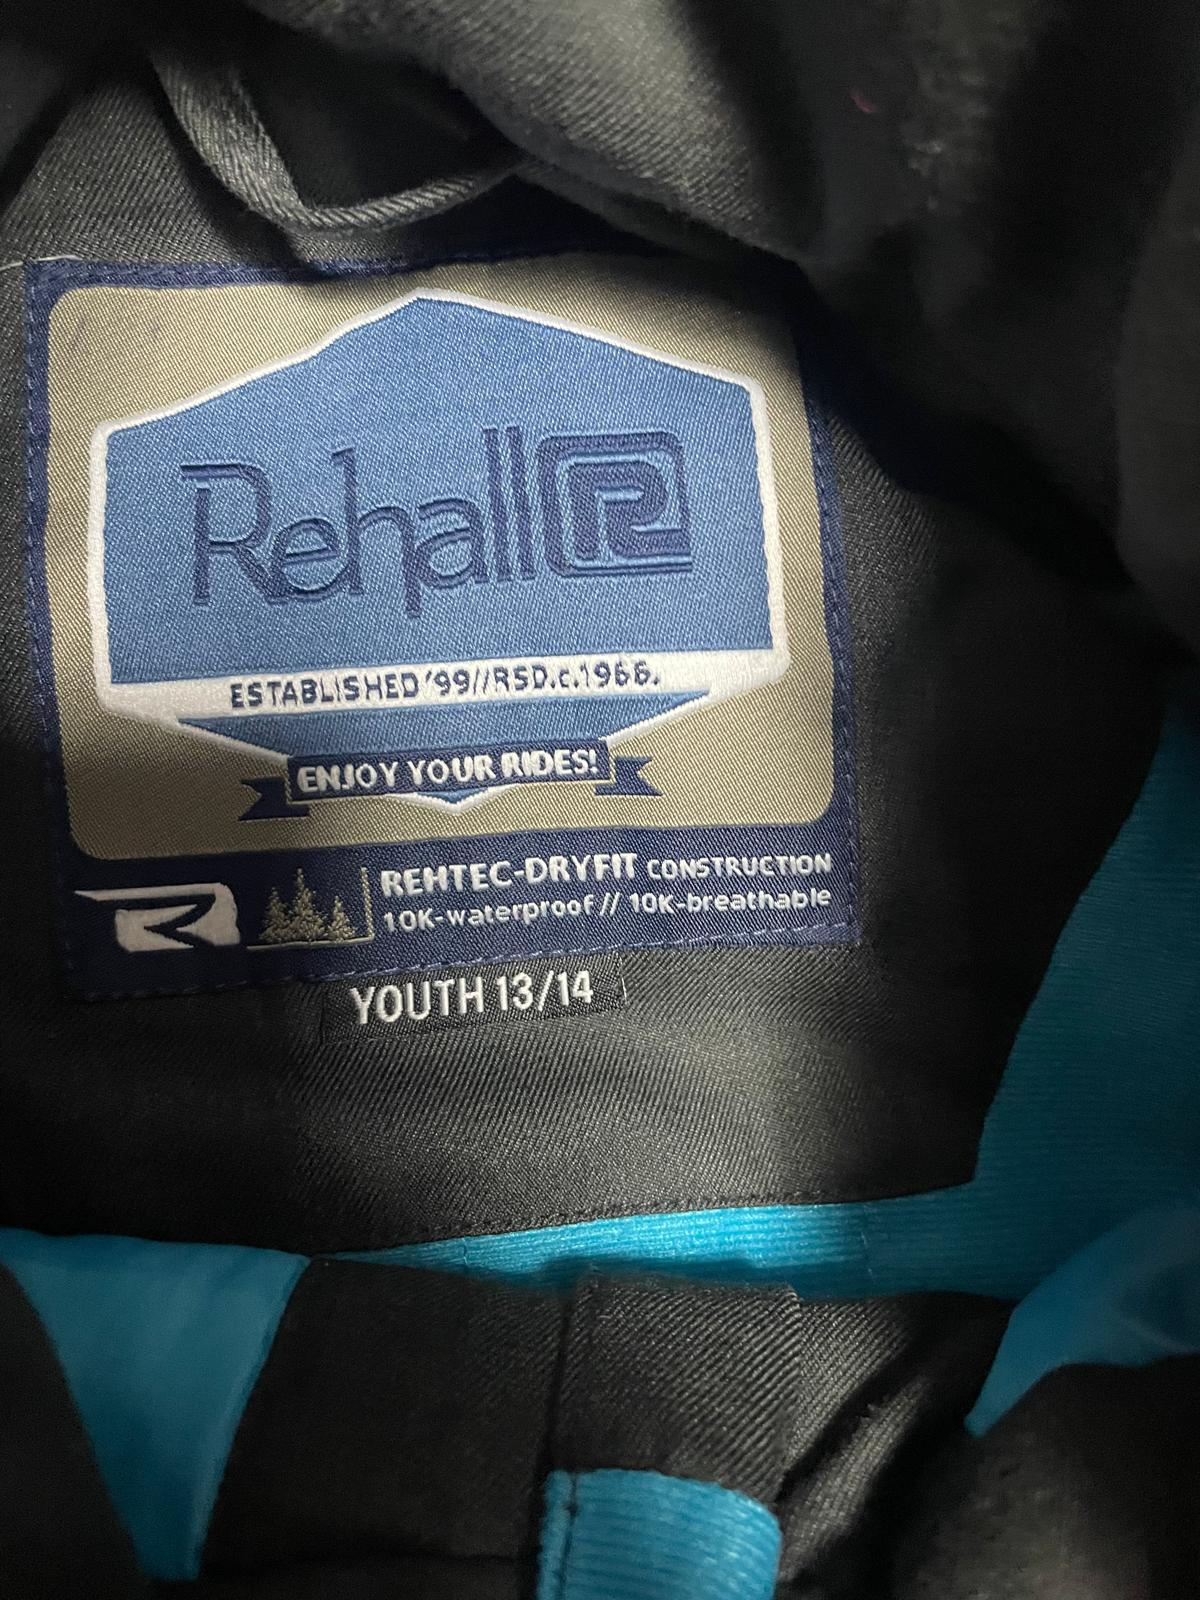 Rehall R
ESTABLISHED '99//RSD.c.1966.
ENJOY YOUR RIDES!
R
REHTEC-DRYFIT CONSTRUCTION
10K-waterproof // 10K-breathable
YOUTH 13/14